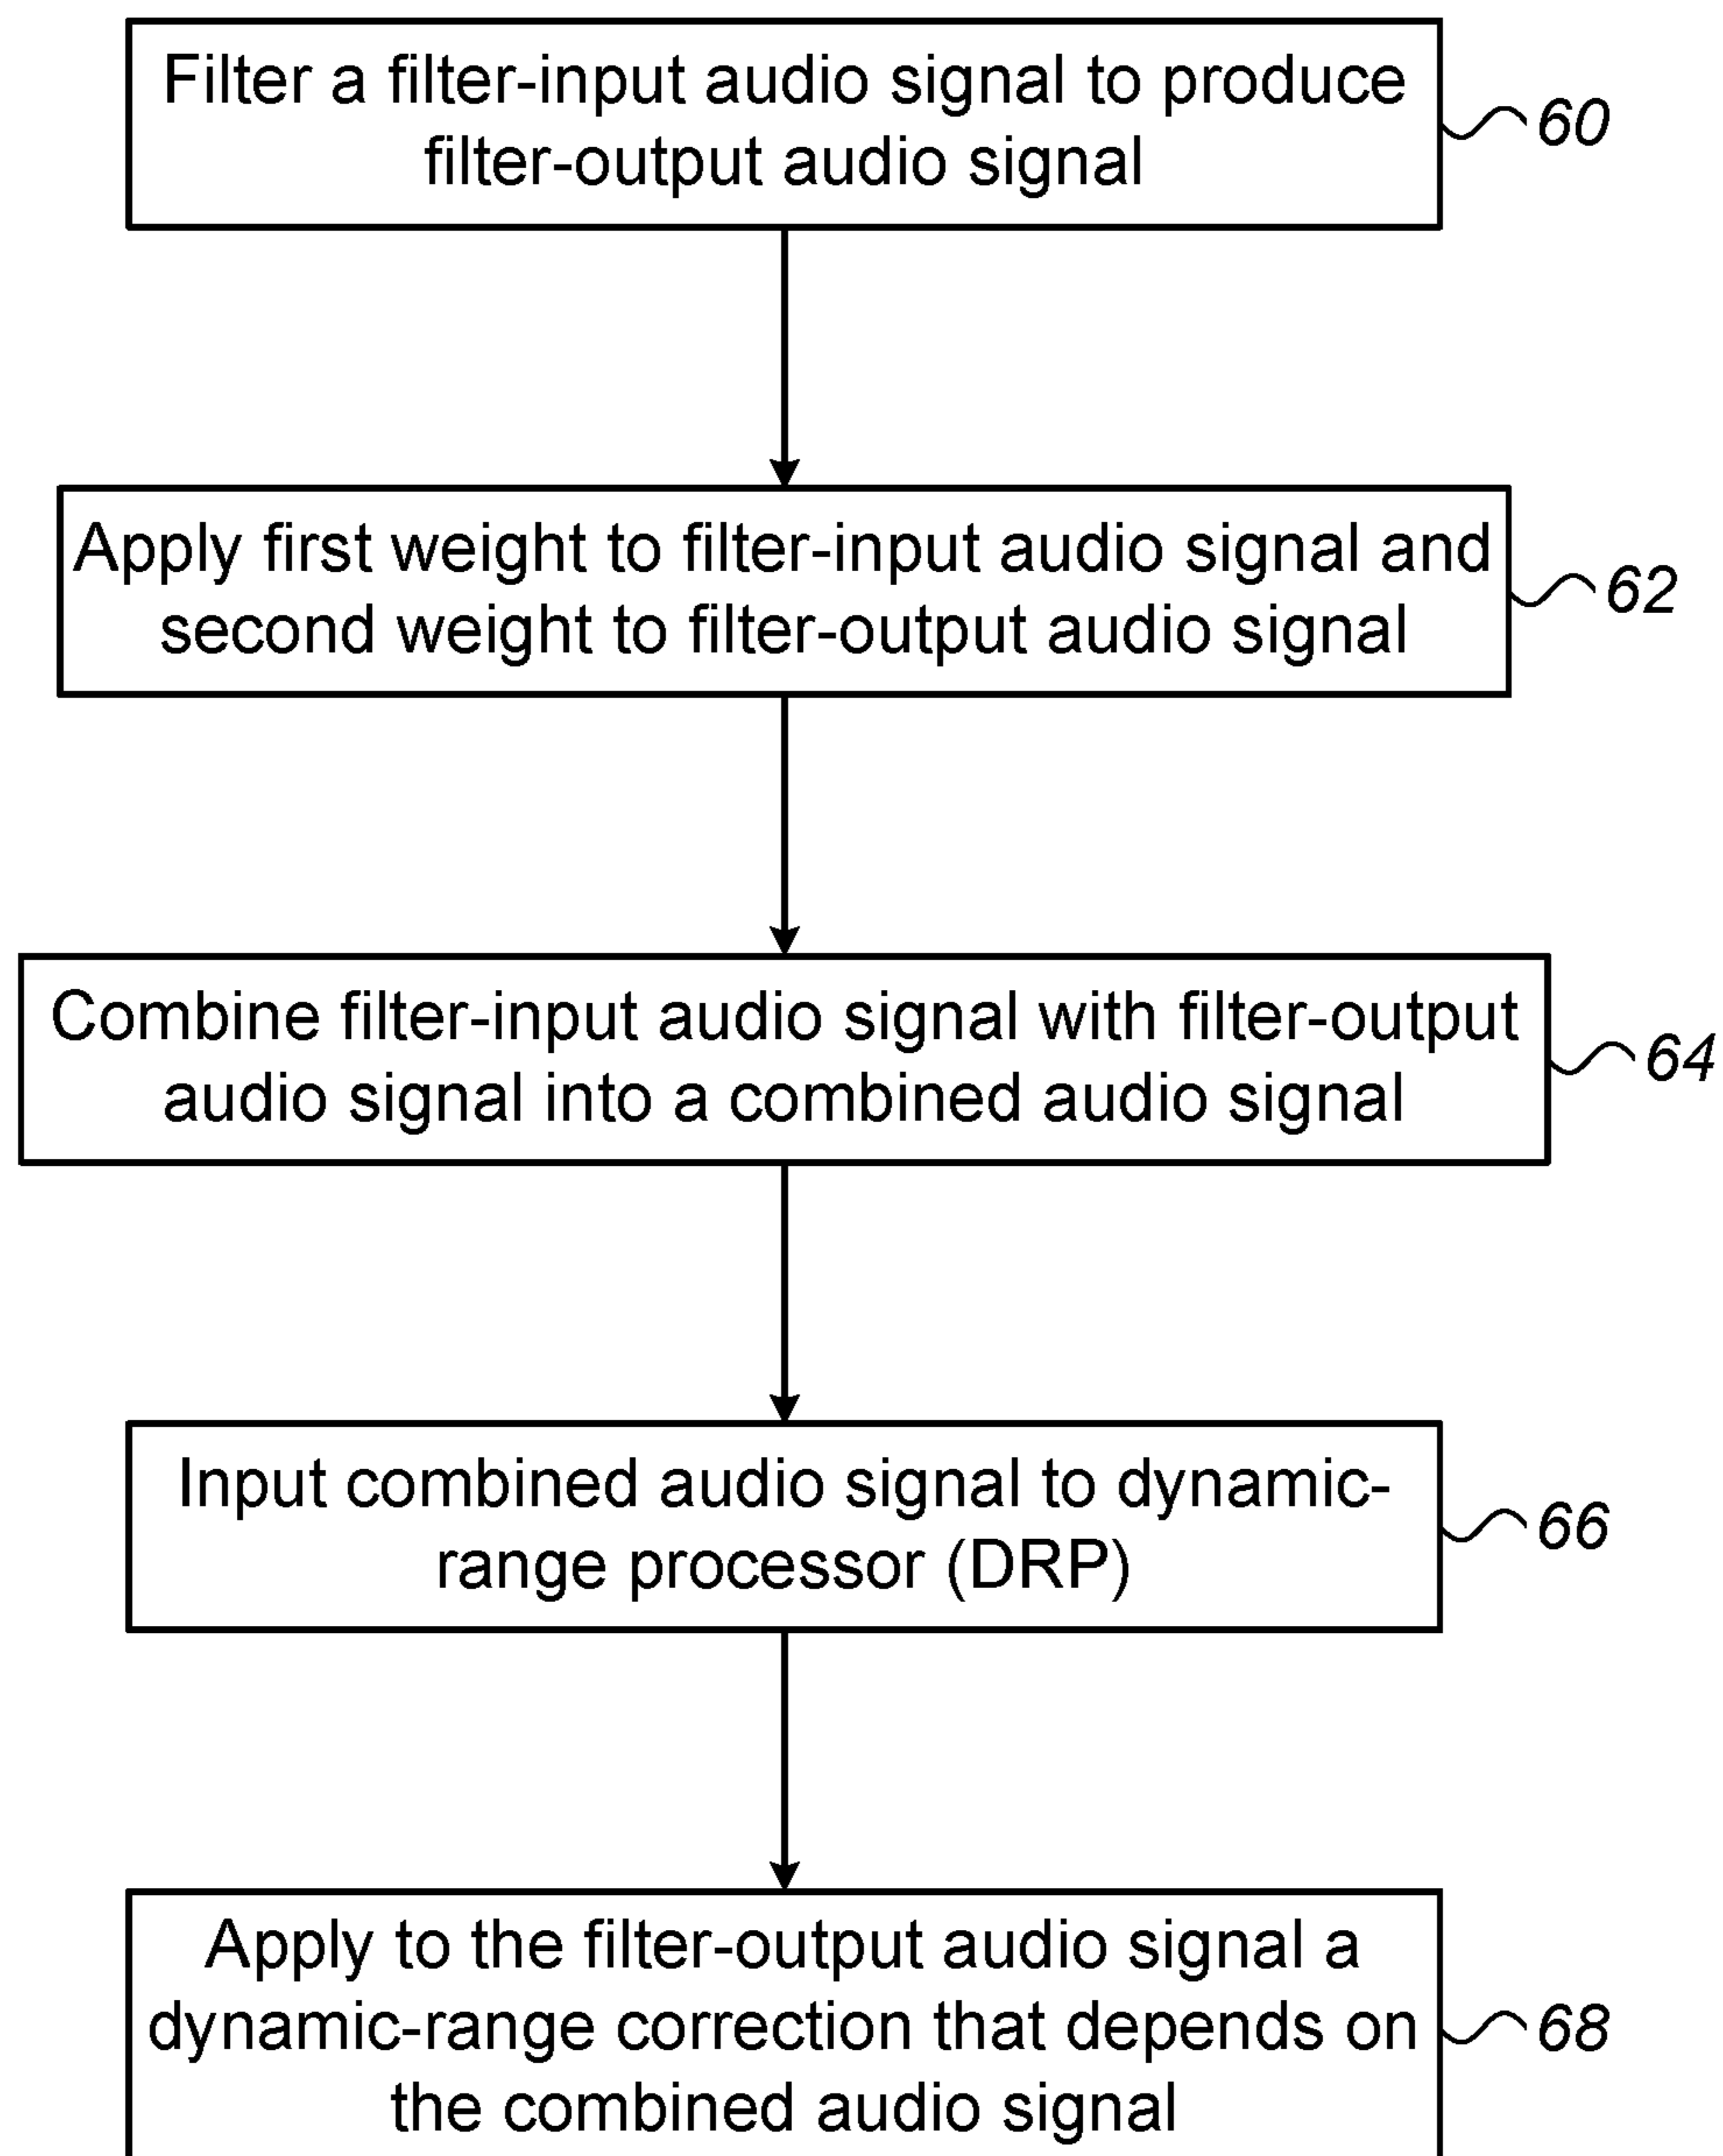 Filter a filter-input audio signal to produce
filter-output audio signal
60
Apply first weight to filter-input audio signal and
second weight to filter-output audio signal
62
Combine filter-input audio signal with filter-output
audio signal into a combined audio signal
64
Input combined audio signal to dynamic-
range processor (DRP)
66
Apply to the filter-output audio signal a
dynamic-range correction that depends on
the combined audio signal
68